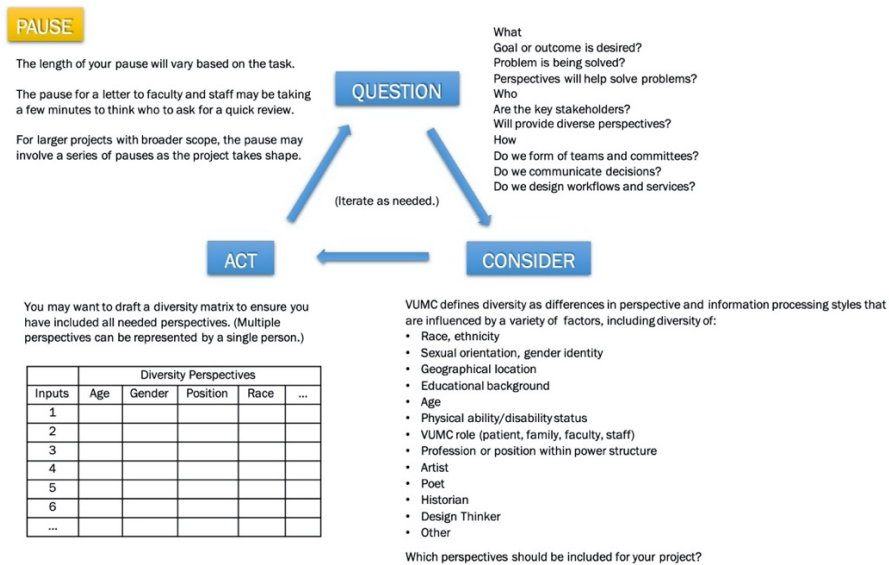 PAUSE
The length of your pause will vary based on the task.
The pause for a letter to faculty and staff may be taking
a few minutes to think who to ask for a quick review.
For larger projects with broader scope, the pause may
involve a series of pauses as the project takes shape.
QUESTION
What
Goal or outcome is desired?
Problem is being solved?
Perspectives will help solve problems?
Who
Are the key stakeholders?
Will provide diverse perspectives?
How
Do we form of teams and committees?
Do we communicate decisions?
Do we design workflows and services?
(Iterate as needed.)
ACT
CONSIDER
You may want to draft a diversity matrix to ensure you
have included all needed perspectives. (Multiple
perspectives can be represented by a single person.)
Diversity Perspectives
Inputs Age Gender Position Race ...
1
2
3
4
5
6
...
VUMC defines diversity as differences in perspective and information processing styles that
are influenced by a variety of factors, including diversity of:
• Race, ethnicity
• Sexual orientation, gender identity
• Geographical location
• Educational background
• Age
• Physical ability/disability status
• VUMC role (patient, family, faculty, staff)
• Profession or position within power structure
• Artist
• Poet
• Historian
• Design Thinker
• Other
Which perspectives should be included for your project?